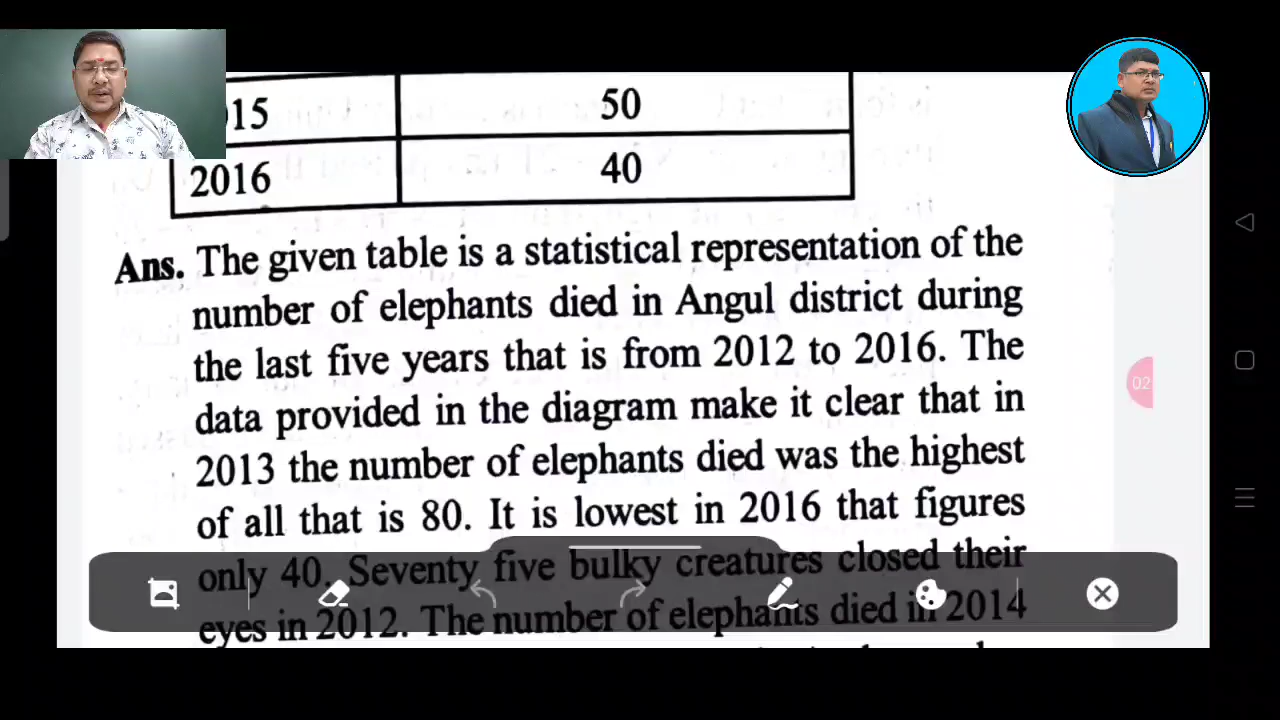 15 50
2016 40
Ans. The given table is a statistical representation of the
number of elephants died in Angul district during
the last five years that is from 2012 to 2016. The
data provided in the diagram make it clear that in
2013 the number of elephants died was the highest
of all that is 80. It is lowest in 2016 that figures
only 40. Seventy five bulky creatures closed their
eyes in 2012. The number of elephants died in 2014
02